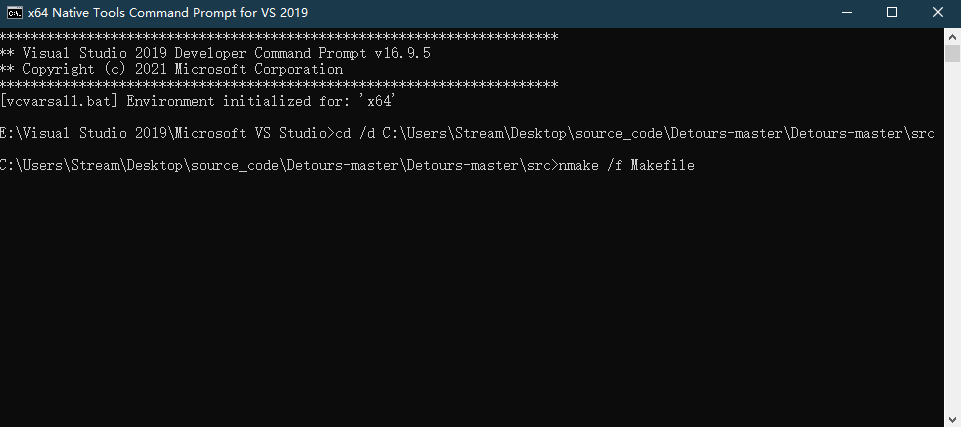 x64 Native Tools Command Prompt for VS 2019
**********************************************************************
** Visual Studio 2019 Developer Command Prompt v16.9.5
** Copyright (c) 2021 Microsoft Corporation
**********************************************************************
[vcvarsall.bat] Environment initialized for: 'x64'
E:\Visual Studio 2019\Microsoft VS Studio>cd /d C:\Users\Stream\Desktop\source_code\Detours-master\Detours-master\src
C:\Users\Stream\Desktop\source_code\Detours-master\Detours-master\src>nmake /f Makefile